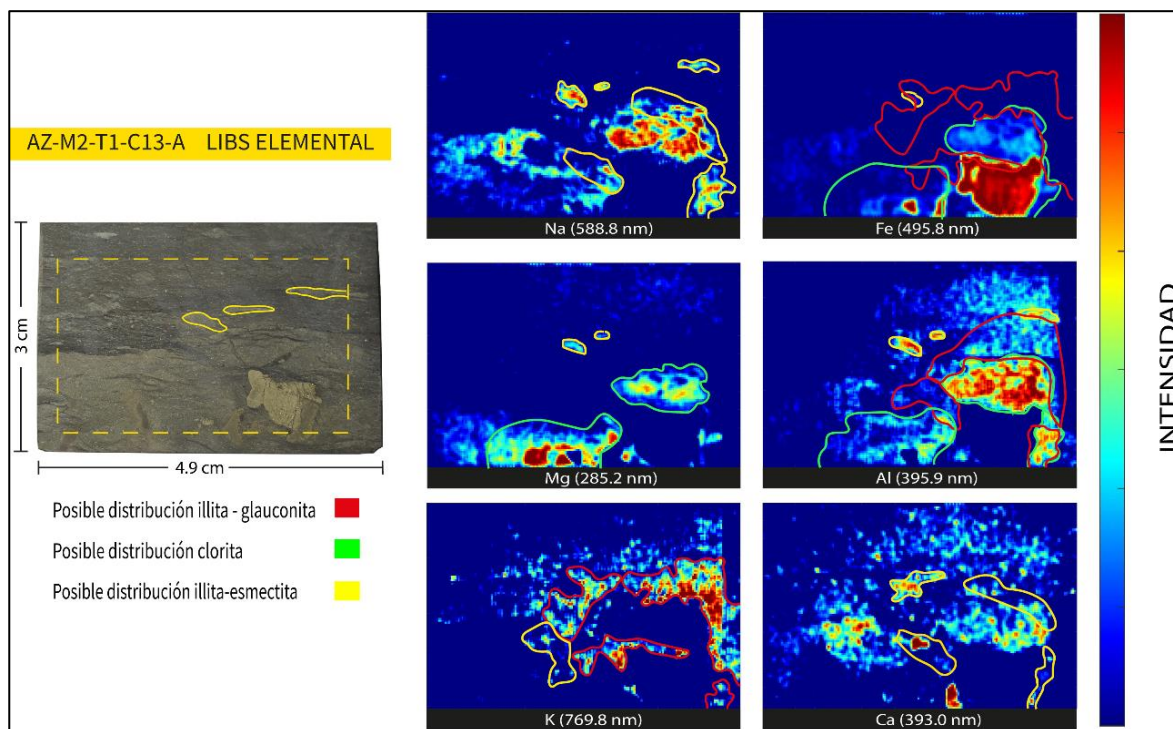 AZ-M2-T1-C13-A LIBS ELEMENTAL
3 cm
4.9 cm
Posible distribución illita - glauconita
Posible distribución clorita
Posible distribución illita-esmectita
Na (588.8 nm)
Fe (495.8 nm)
Mg (285.2 nm)
Al (395.9 nm)
K (769.8 nm)
Ca (393.0 nm)
INTENSIDAD